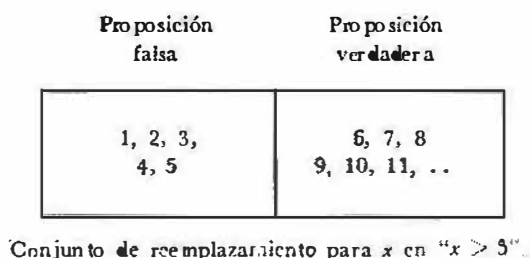 Proposición Proposición
falsa verdadera
1, 2, 3, 6, 7, 8
4, 5 9, 10, 11, ..
Conjunto de reemplazamiento para x en “x > 5”.